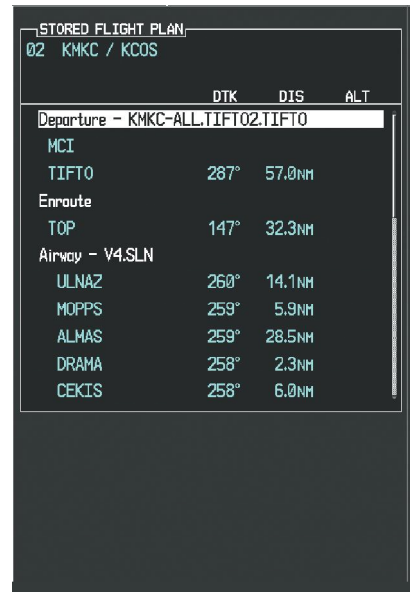 STORED FLIGHT PLAN
02 KMKC / KCOS
DTK DIS ALT
Departure - KMKC-ALL.TIFTO2.TIFTO
MCI
TIFTO 287° 57.0NM
Enroute
TOP 147° 32.3NM
Airway - V4.SLN
ULNAZ 260° 14.1NM
MOPPS 259° 5.9NM
ALMAS 259° 28.5NM
DRAMA 258° 2.3NM
CEKIS 258° 6.0NM